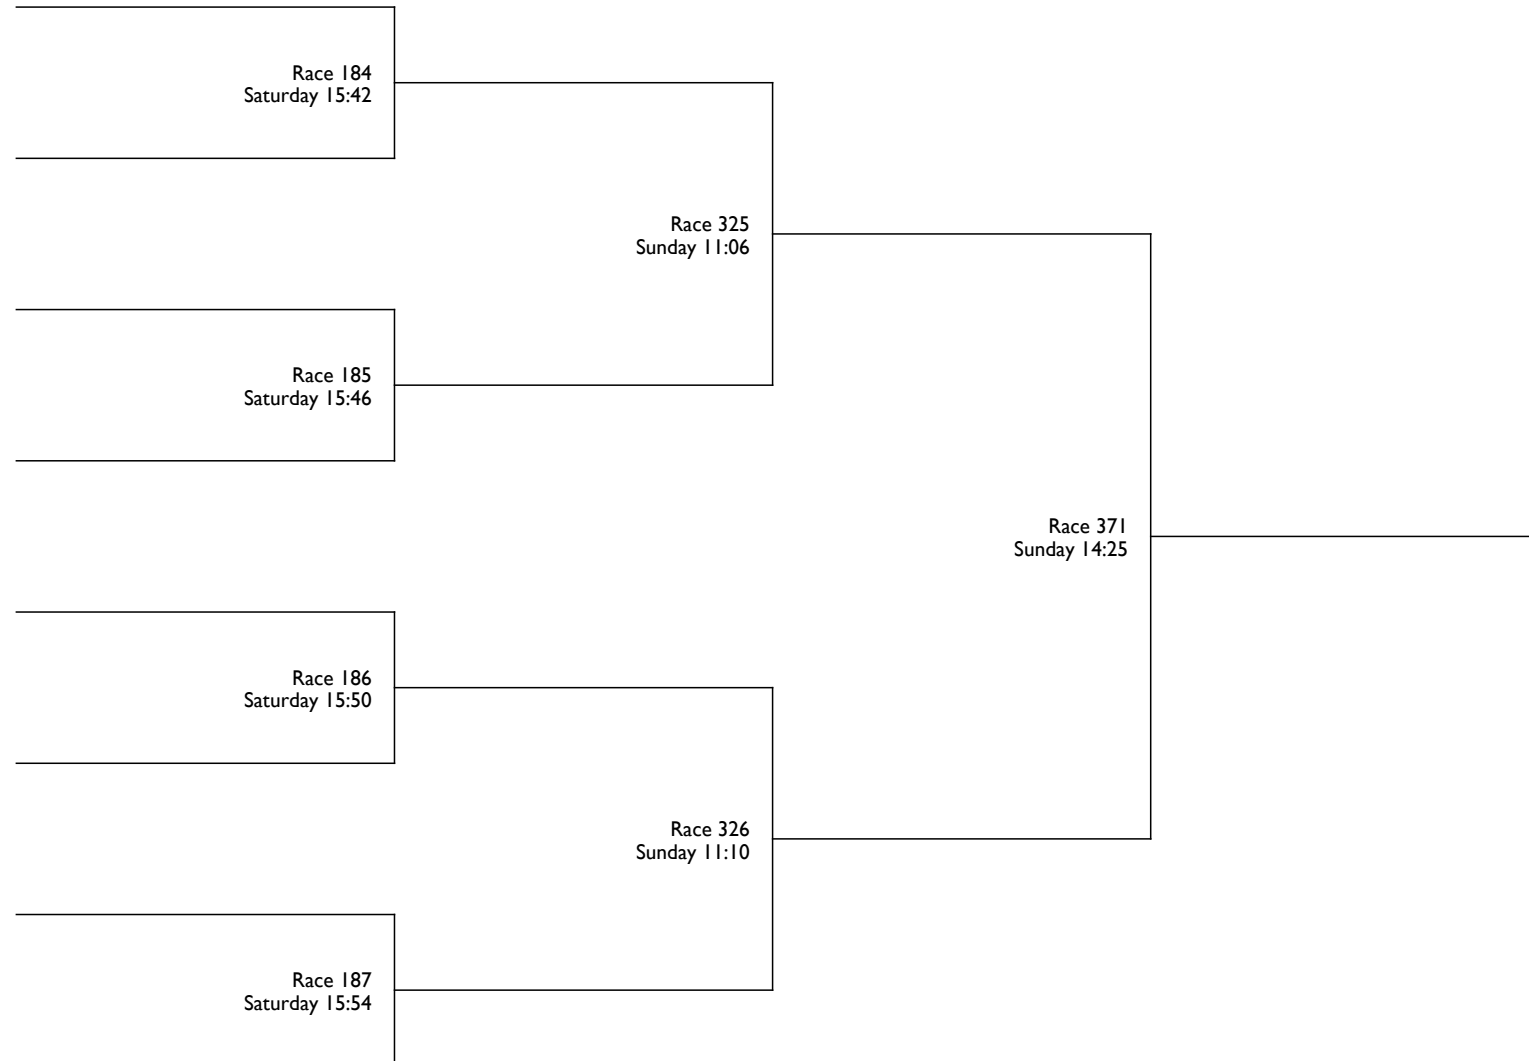 Race 184
Saturday 15:42
Race 325
Sunday 11:06
Race 185
Saturday 15:46
Race 371
Sunday 14:25
Race 186
Saturday 15:50
Race 326
Sunday 11:10
Race 187
Saturday 15:54